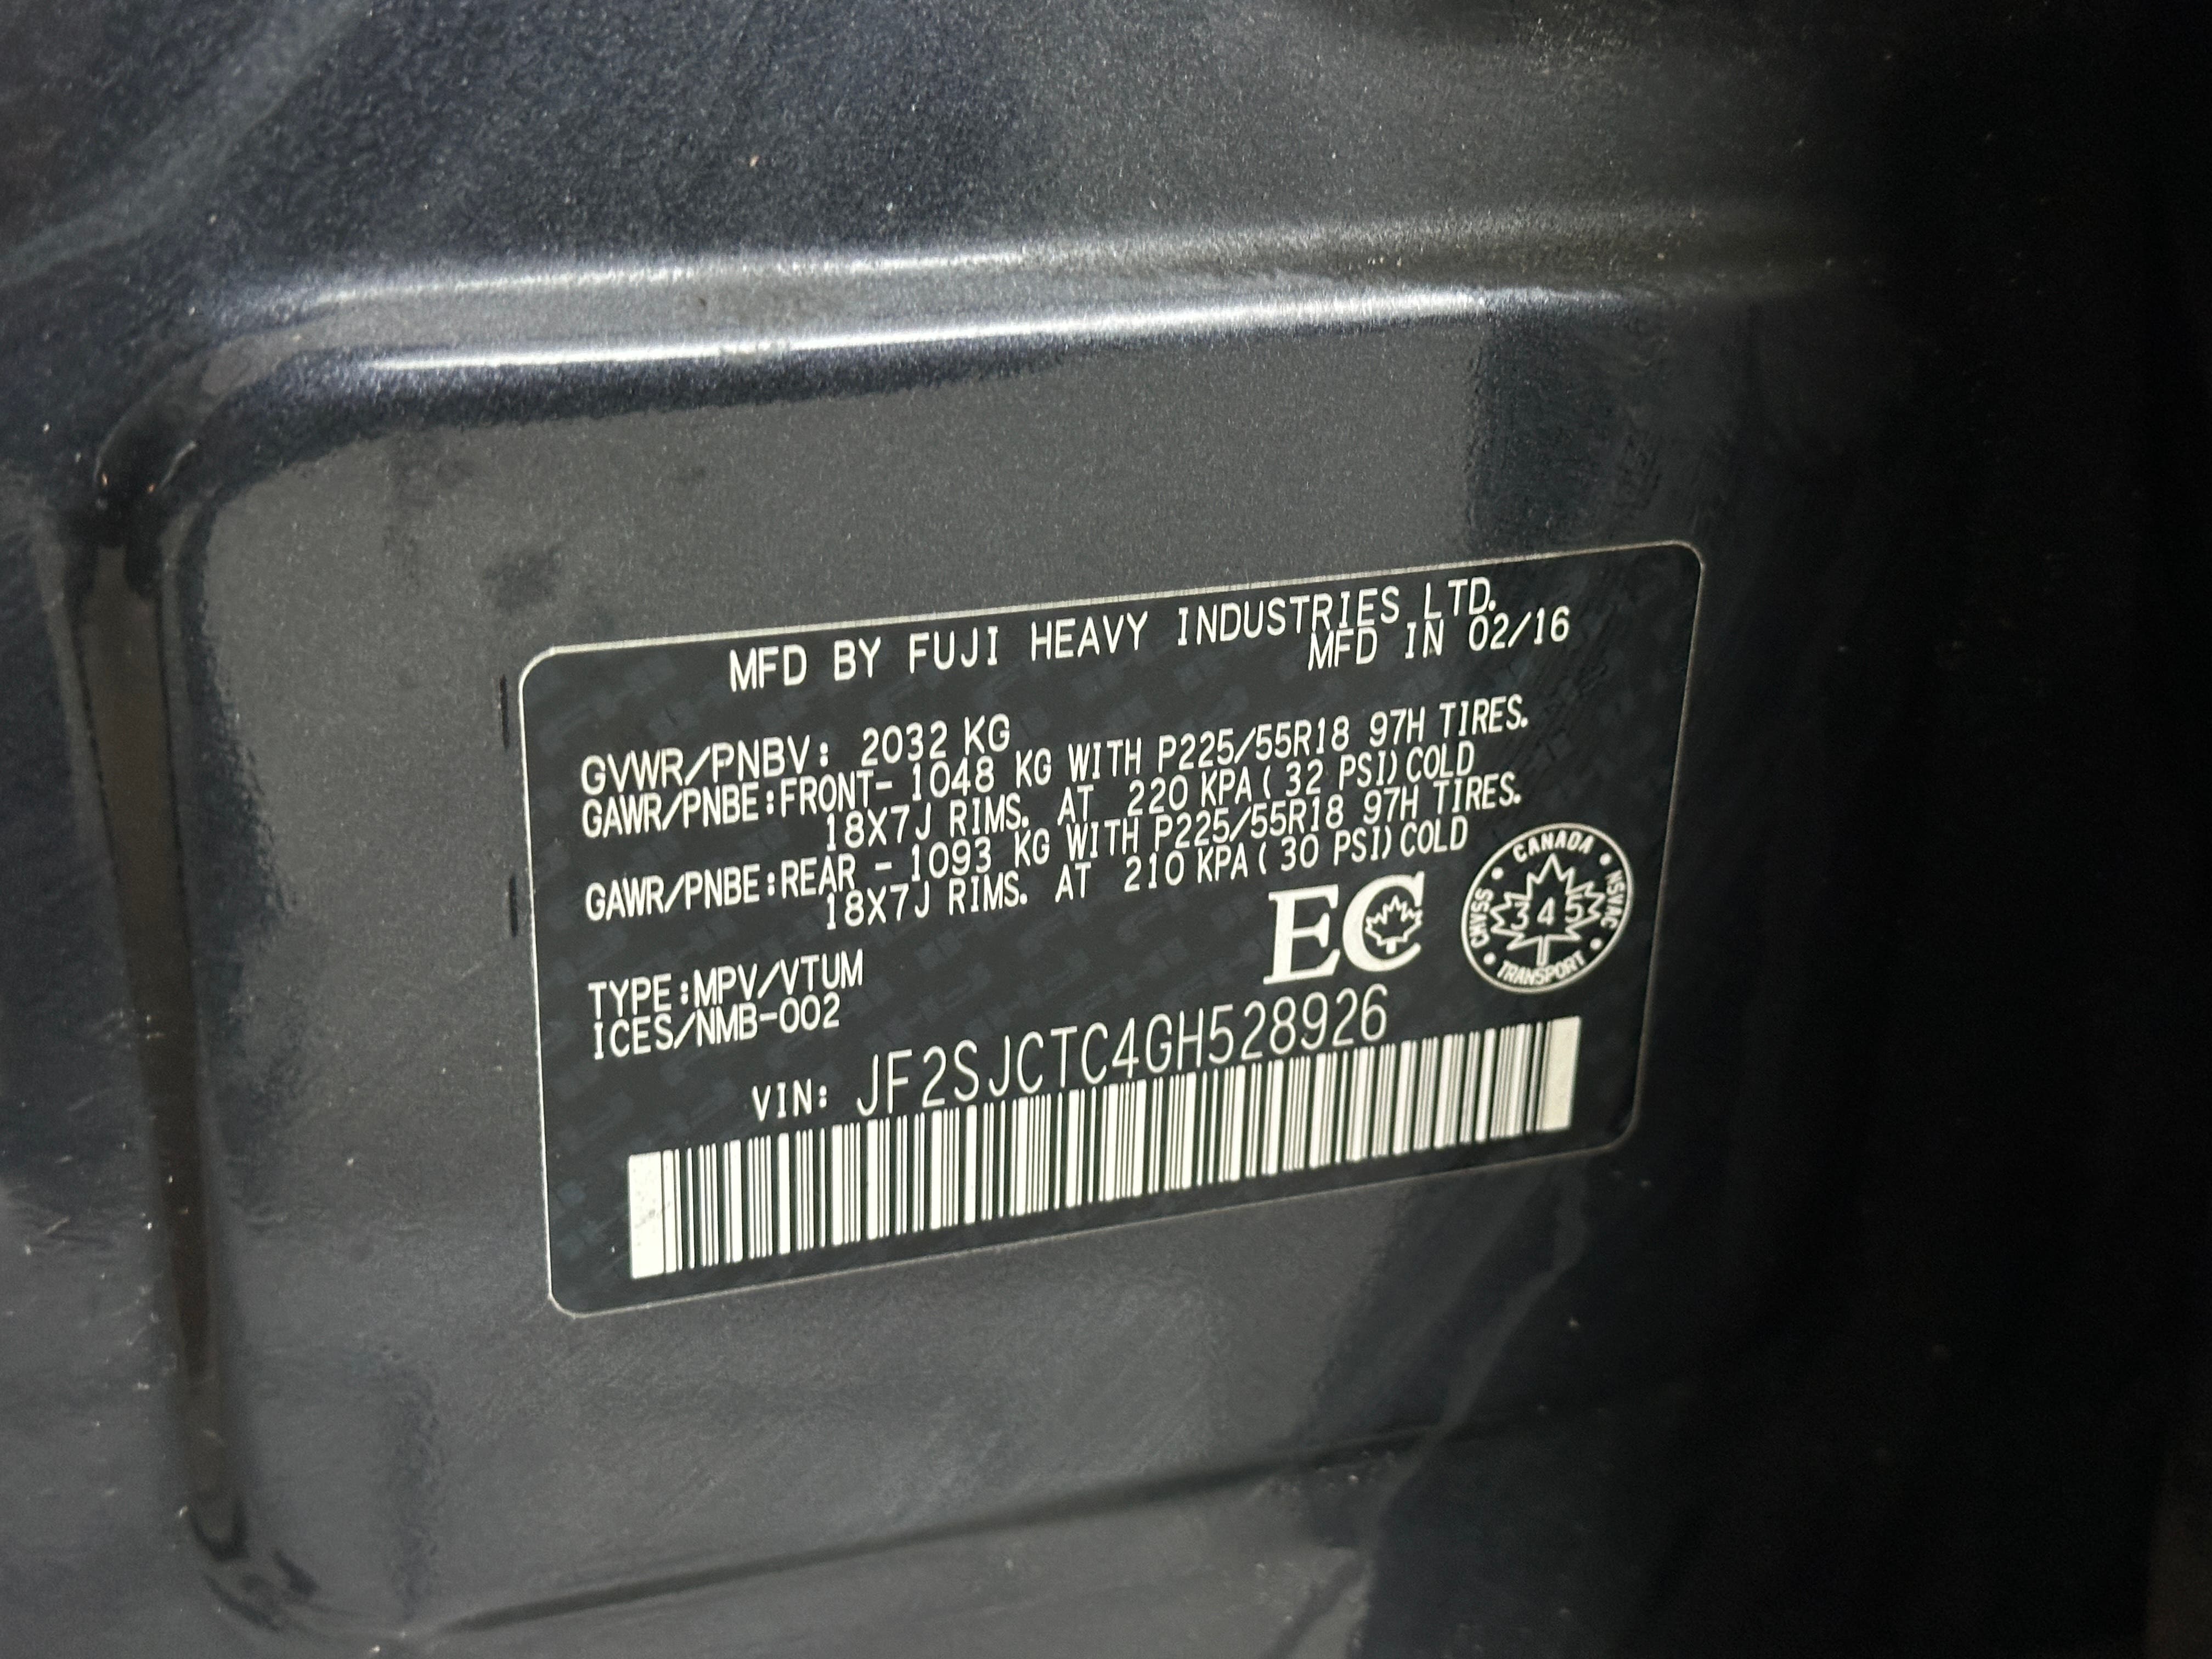 MFD BY FUJI HEAVY INDUSTRIES LTD.
MFD IN 02/16
GVWR/PNBV: 2032 KG
GAWR/PNBE:FRONT- 1048 KG WITH P225/55R18 97H TIRES.
18X7J RIMS. AT 220 KPA( 32 PSI)COLD
GAWR/PNBE:REAR - 1093 KG WITH P225/55R18 97H TIRES.
18X7J RIMS. AT 210 KPA( 30 PSI)COLD
EC
CANADA
CMVSS
345
NSVAC
TRANSPORT
TYPE:MPV/VTUM
ICES/NMB-002
VIN: JF2SJCTC4GH528926